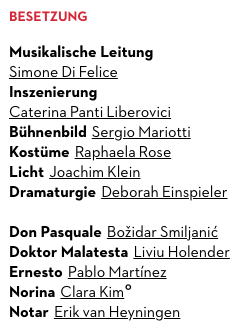 BESETZUNG
Musikalische Leitung
Simone Di Felice
Inszenierung
Caterina Panti Liberovici
Bühnenbild Sergio Mariotti
Kostüme Raphaela Rose
Licht Joachim Klein
Dramaturgie Deborah Einspieler
Don Pasquale Božidar Smiljanić
Doktor Malatesta Liviu Holender
Ernesto Pablo Martínez
Norina Clara Kim°
Notar Erik van Heyningen